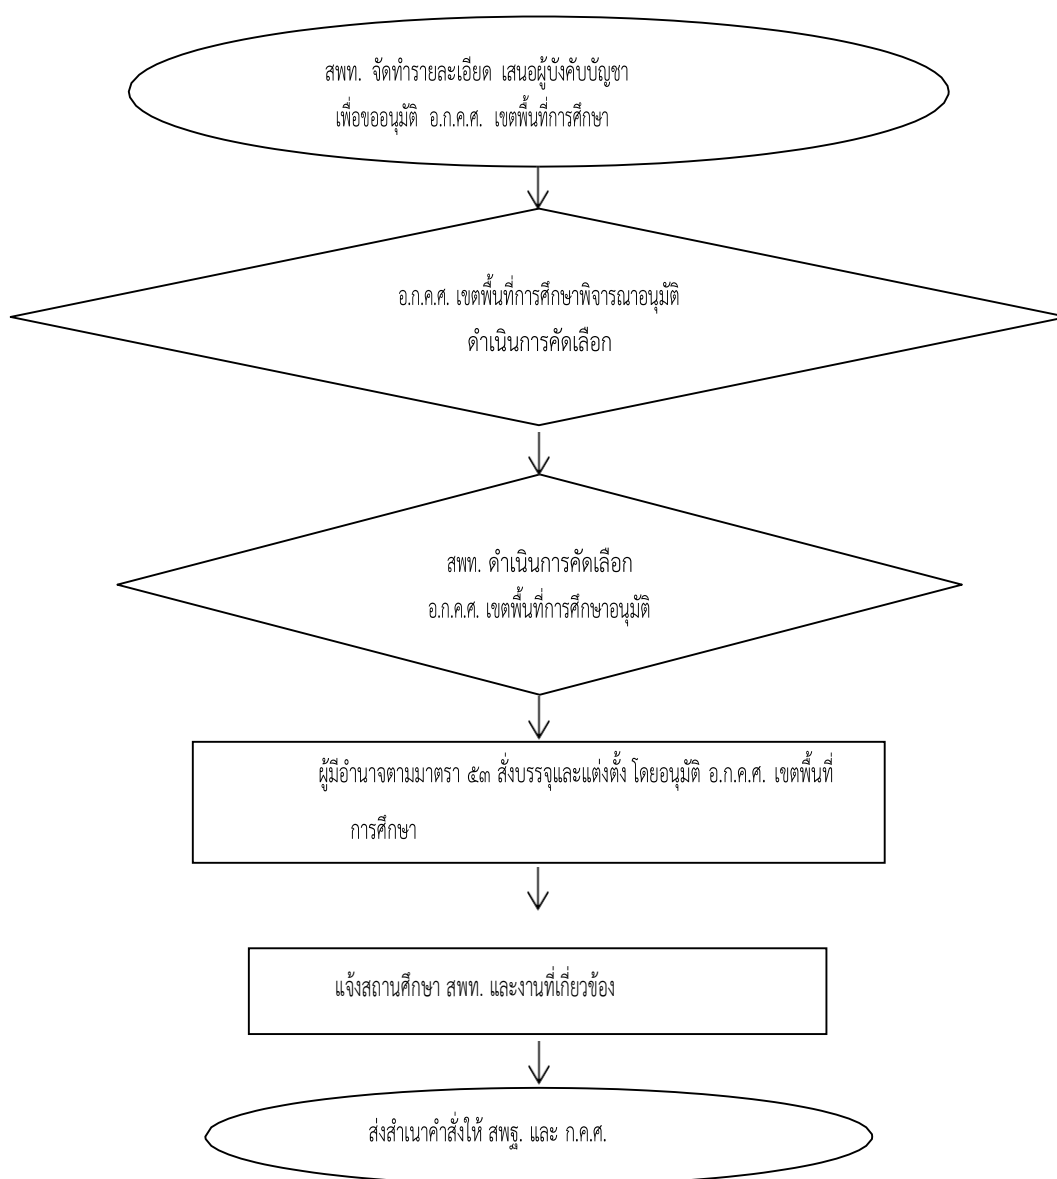 สพท. จัดทำรายละเอียด เสนอผู้บังคับบัญชา
เพื่อขออนุมัติ อ.ก.ค.ศ. เขตพื้นที่การศึกษา
อ.ก.ค.ศ. เขตพื้นที่การศึกษาพิจารณาอนุมัติ
ดำเนินการคัดเลือก
สพท. ดำเนินการคัดเลือก
อ.ก.ค.ศ. เขตพื้นที่การศึกษาอนุมัติ
ผู้มีอำนาจตามมาตรา ๕๓ สั่งบรรจุและแต่งตั้ง โดยอนุมัติ อ.ก.ค.ศ. เขตพื้นที่
การศึกษา
แจ้งสถานศึกษา สพท. และงานที่เกี่ยวข้อง
ส่งสำเนาคำสั่งให้ สพฐ. และ ก.ค.ศ.